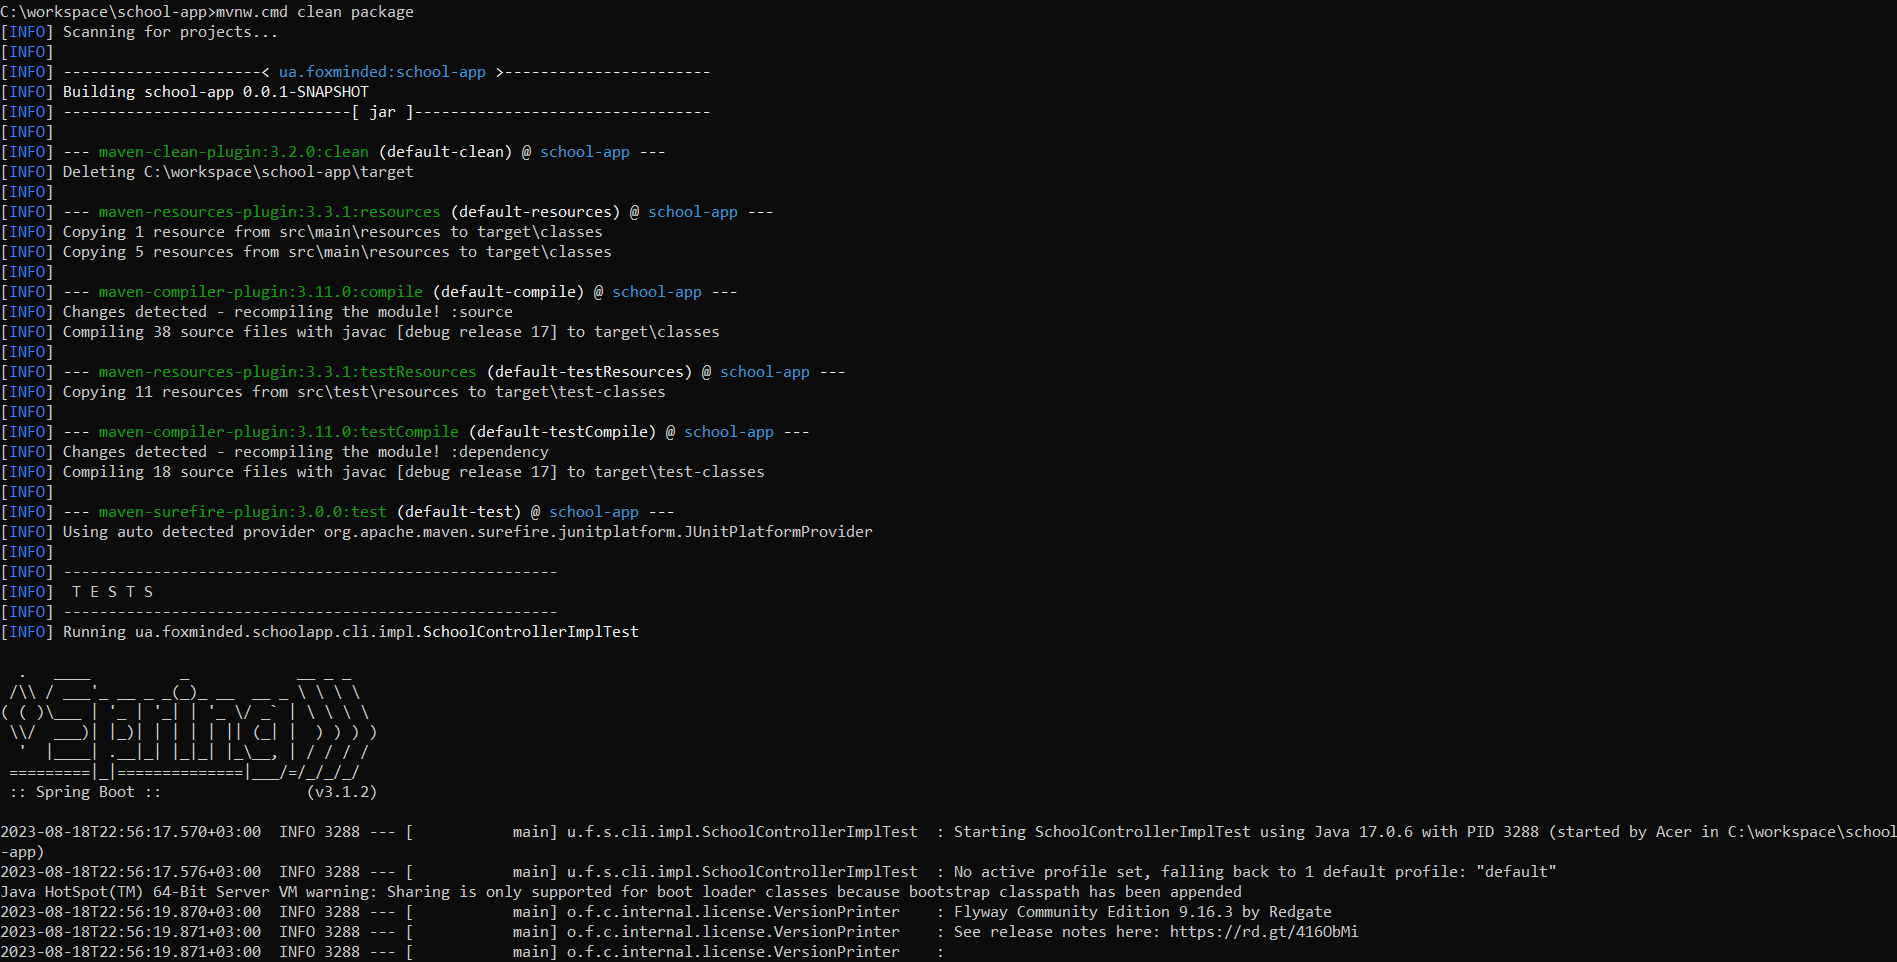 C:\workspace\school-app>mvnw.cmd clean package
[INFO] Scanning for projects...
[INFO]
[INFO] ----------------------< ua.foxminded:school-app >-----------------------
[INFO] Building school-app 0.0.1-SNAPSHOT
[INFO] --------------------------------[ jar ]---------------------------------
[INFO]
[INFO] --- maven-clean-plugin:3.2.0:clean (default-clean) @ school-app ---
[INFO] Deleting C:\workspace\school-app\target
[INFO]
[INFO] --- maven-resources-plugin:3.3.1:resources (default-resources) @ school-app ---
[INFO] Copying 1 resource from src\main\resources to target\classes
[INFO] Copying 5 resources from src\main\resources to target\classes
[INFO]
[INFO] --- maven-compiler-plugin:3.11.0:compile (default-compile) @ school-app ---
[INFO] Changes detected - recompiling the module! :source
[INFO] Compiling 38 source files with javac [debug release 17] to target\classes
[INFO]
[INFO] --- maven-resources-plugin:3.3.1:testResources (default-testResources) @ school-app ---
[INFO] Copying 11 resources from src\test\resources to target\test-classes
[INFO]
[INFO] --- maven-compiler-plugin:3.11.0:testCompile (default-testCompile) @ school-app ---
[INFO] Changes detected - recompiling the module! :dependency
[INFO] Compiling 18 source files with javac [debug release 17] to target\test-classes
[INFO]
[INFO] --- maven-surefire-plugin:3.0.0:test (default-test) @ school-app ---
[INFO] Using auto detected provider org.apache.maven.surefire.junitplatform.JUnitPlatformProvider
[INFO]
[INFO] -------------------------------------------------------
[INFO]  T E S T S
[INFO] -------------------------------------------------------
[INFO] Running ua.foxminded.schoolapp.cli.impl.SchoolControllerImplTest
  .   ____          _            __ _ _
 /\\ / ___'_ __ _ _(_)_ __  __ _ \ \ \ \
( ( )\___ | '_ | '_| | '_ \/ _` | \ \ \ \
 \\/  ___)| |_)| | | | | || (_| |  ) ) ) )
  '  |____| .__|_| |_|_| |_\__, | / / / /
 =========|_|==============|___/=/_/_/_/
 :: Spring Boot ::                (v3.1.2)
2023-08-18T22:56:17.570+03:00  INFO 3288 --- [           main] u.f.s.cli.impl.SchoolControllerImplTest  : Starting SchoolControllerImplTest using Java 17.0.6 with PID 3288 (started by Acer in C:\workspace\school
-app)
2023-08-18T22:56:17.576+03:00  INFO 3288 --- [           main] u.f.s.cli.impl.SchoolControllerImplTest  : No active profile set, falling back to 1 default profile: "default"
Java HotSpot(TM) 64-Bit Server VM warning: Sharing is only supported for boot loader classes because bootstrap classpath has been appended
2023-08-18T22:56:19.870+03:00  INFO 3288 --- [           main] o.f.c.internal.license.VersionPrinter    : Flyway Community Edition 9.16.3 by Redgate
2023-08-18T22:56:19.871+03:00  INFO 3288 --- [           main] o.f.c.internal.license.VersionPrinter    : See release notes here: https://rd.gt/416ObMi
2023-08-18T22:56:19.871+03:00  INFO 3288 --- [           main] o.f.c.internal.license.VersionPrinter    :